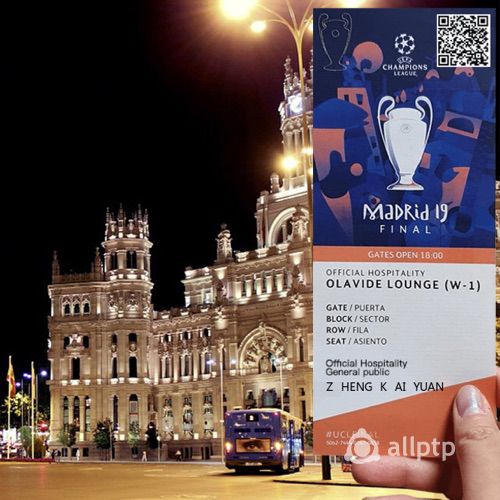 UEFA
CHAMPIONS
LEAGUE
MADRID 19
FINAL
GATES OPEN 18:00
OFFICIAL HOSPITALITY
OLAVIDE LOUNGE (W-1)
GATE / PUERTA
BLOCK / SECTOR
ROW / FILA
SEAT / ASIENTO
Official Hospitality
General public
Z HENG K AI YUAN
allptp